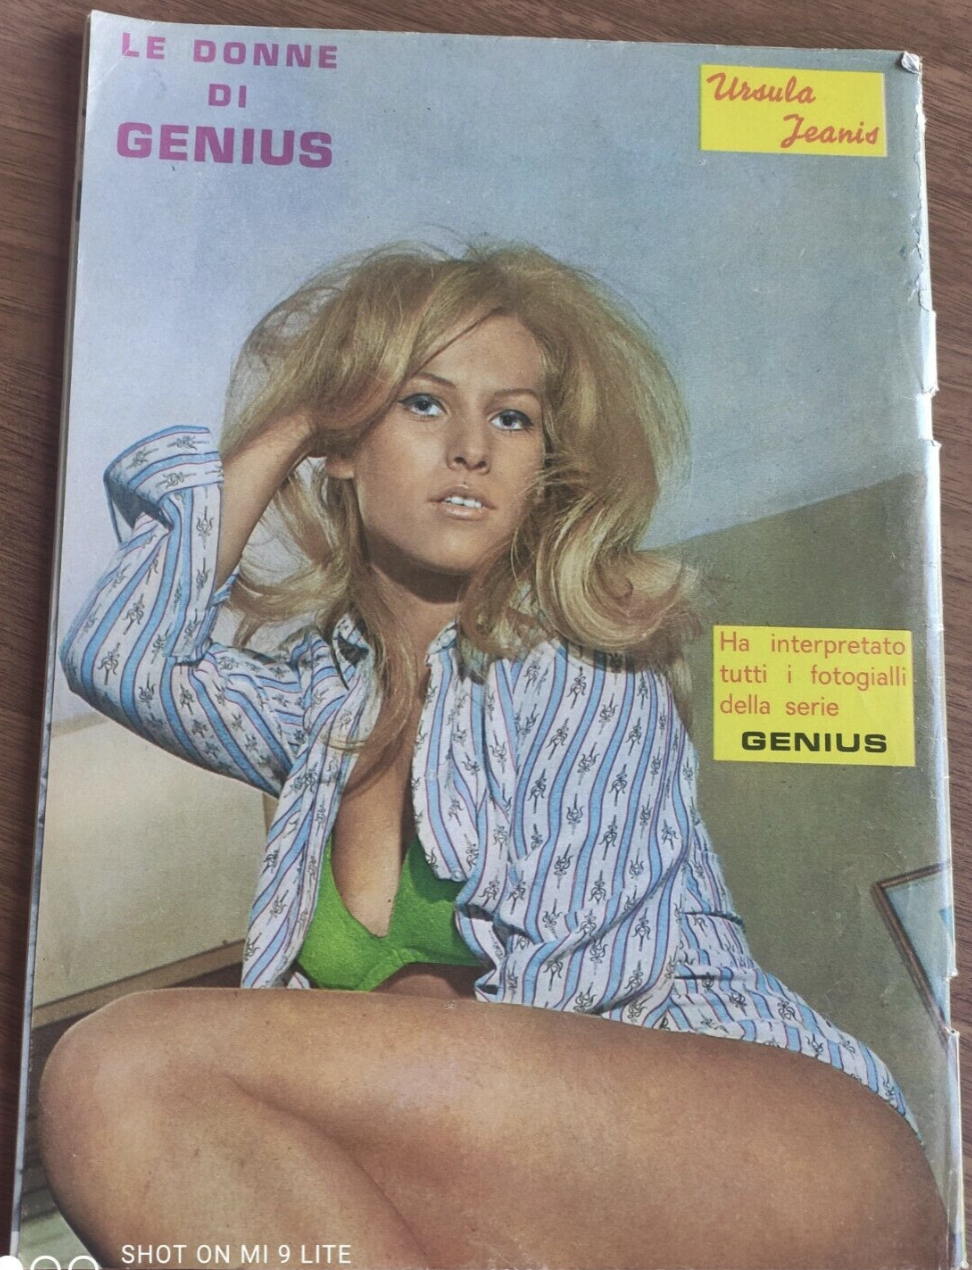 LE DONNE
DI
GENIUS
Ursula
Jeanis
Ha interpretato
tutti i fotogialli
della serie
GENIUS
SHOT ON MI 9 LITE